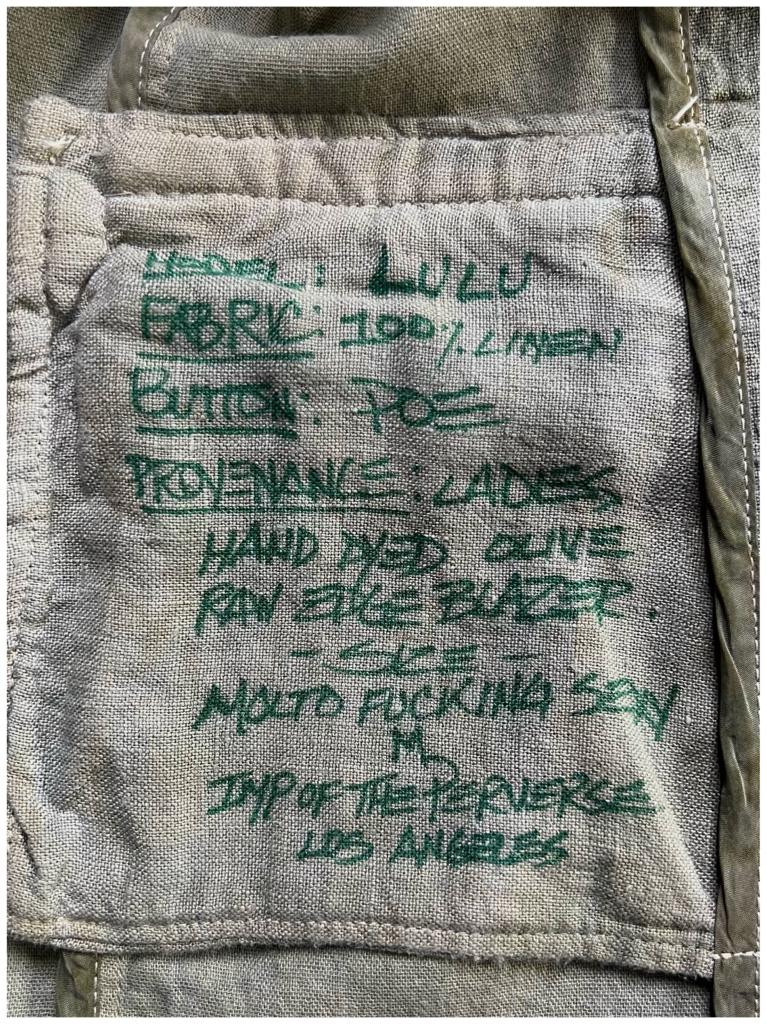 MODEL: LULU
FABRIC: 100% LINEN
BUTTON: POE
PROVENANCE: LADIES
HAND DYED OLIVE
RAW EDGE BLAZER.
- SIZE -
MOLTO FUCKING SEXY
M
IMP OF THE PERVERSE
LOS ANGELES